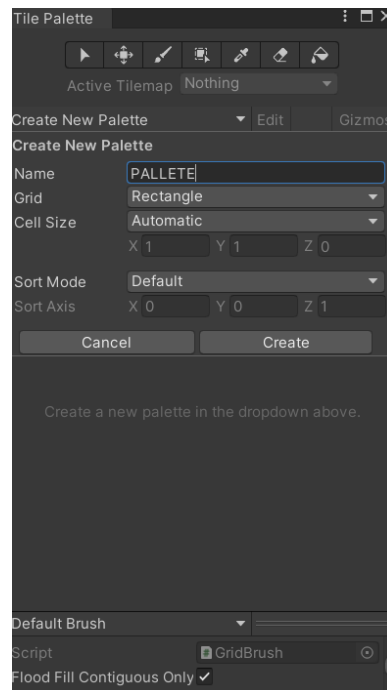 Tile Palette
Active Tilemap Nothing
Create New Palette Edit Gizmos
Create New Palette
Name PALLETE
Grid Rectangle
Cell Size Automatic
X 1 Y 1 Z 0
Sort Mode Default
Sort Axis X 0 Y 0 Z 1
Cancel Create
Create a new palette in the dropdown above.
Default Brush
Script GridBrush
Flood Fill Contiguous Only